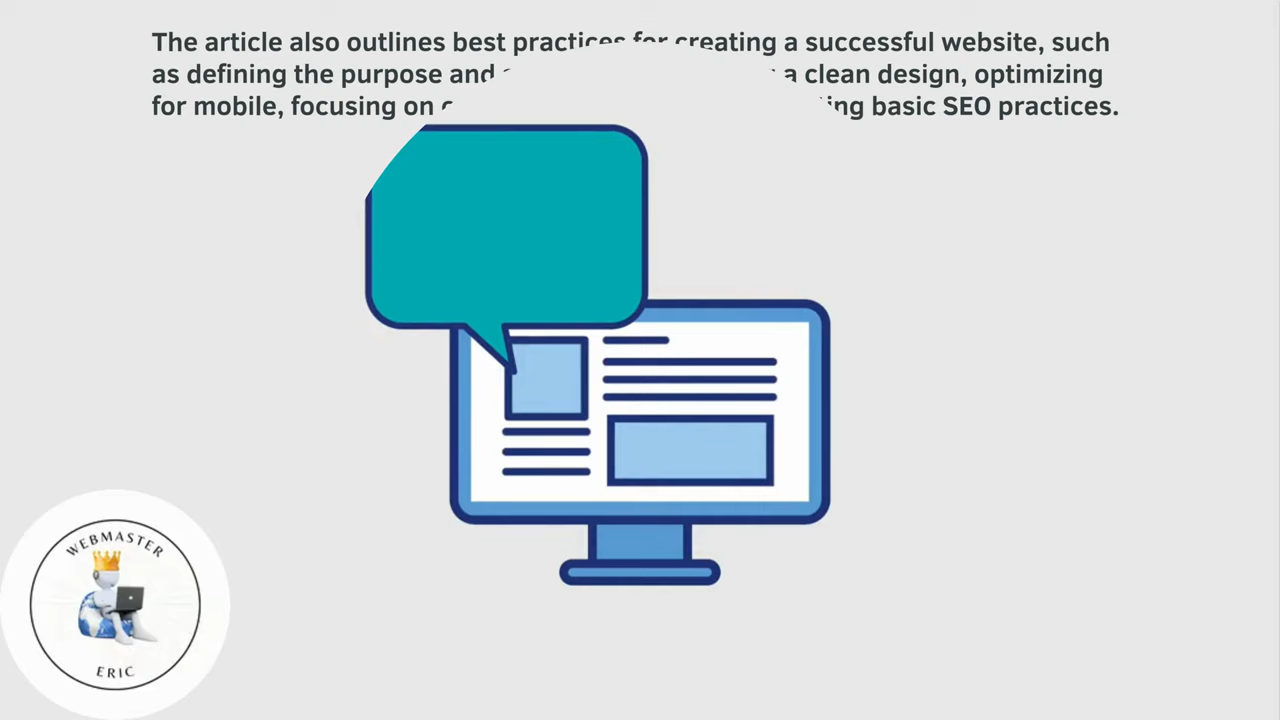 The article also outlines best practices for creating a successful website, such
as defining the purpose and a clean design, optimizing
for mobile, focusing on basic SEO practices.
WEBMASTER
ERIC